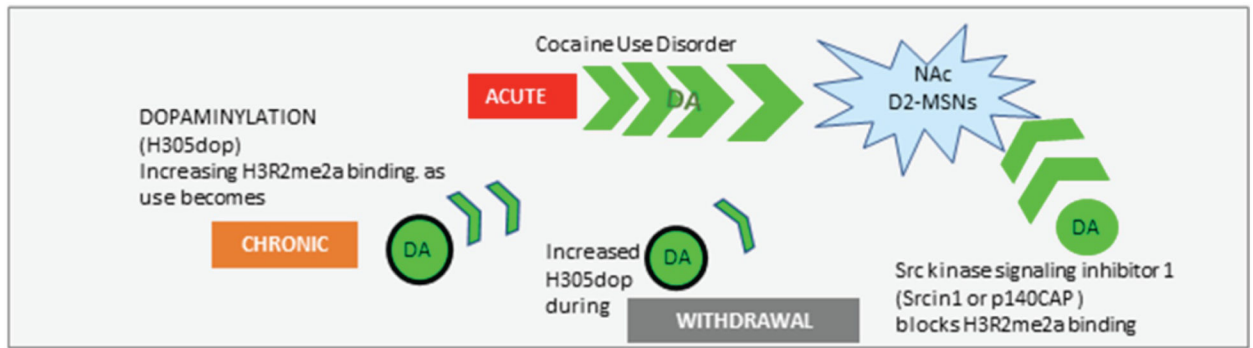 Cocaine Use Disorder
ACUTE
DA
NAc
D2-MSNs
DOPAMINYLATION
(H305dop)
Increasing H3R2me2a binding. as
use becomes
CHRONIC
DA
Increased
H305dop
during
DA
WITHDRAWAL
DA
Src kinase signaling inhibitor 1
(Srcin1 or p140CAP )
blocks H3R2me2a binding